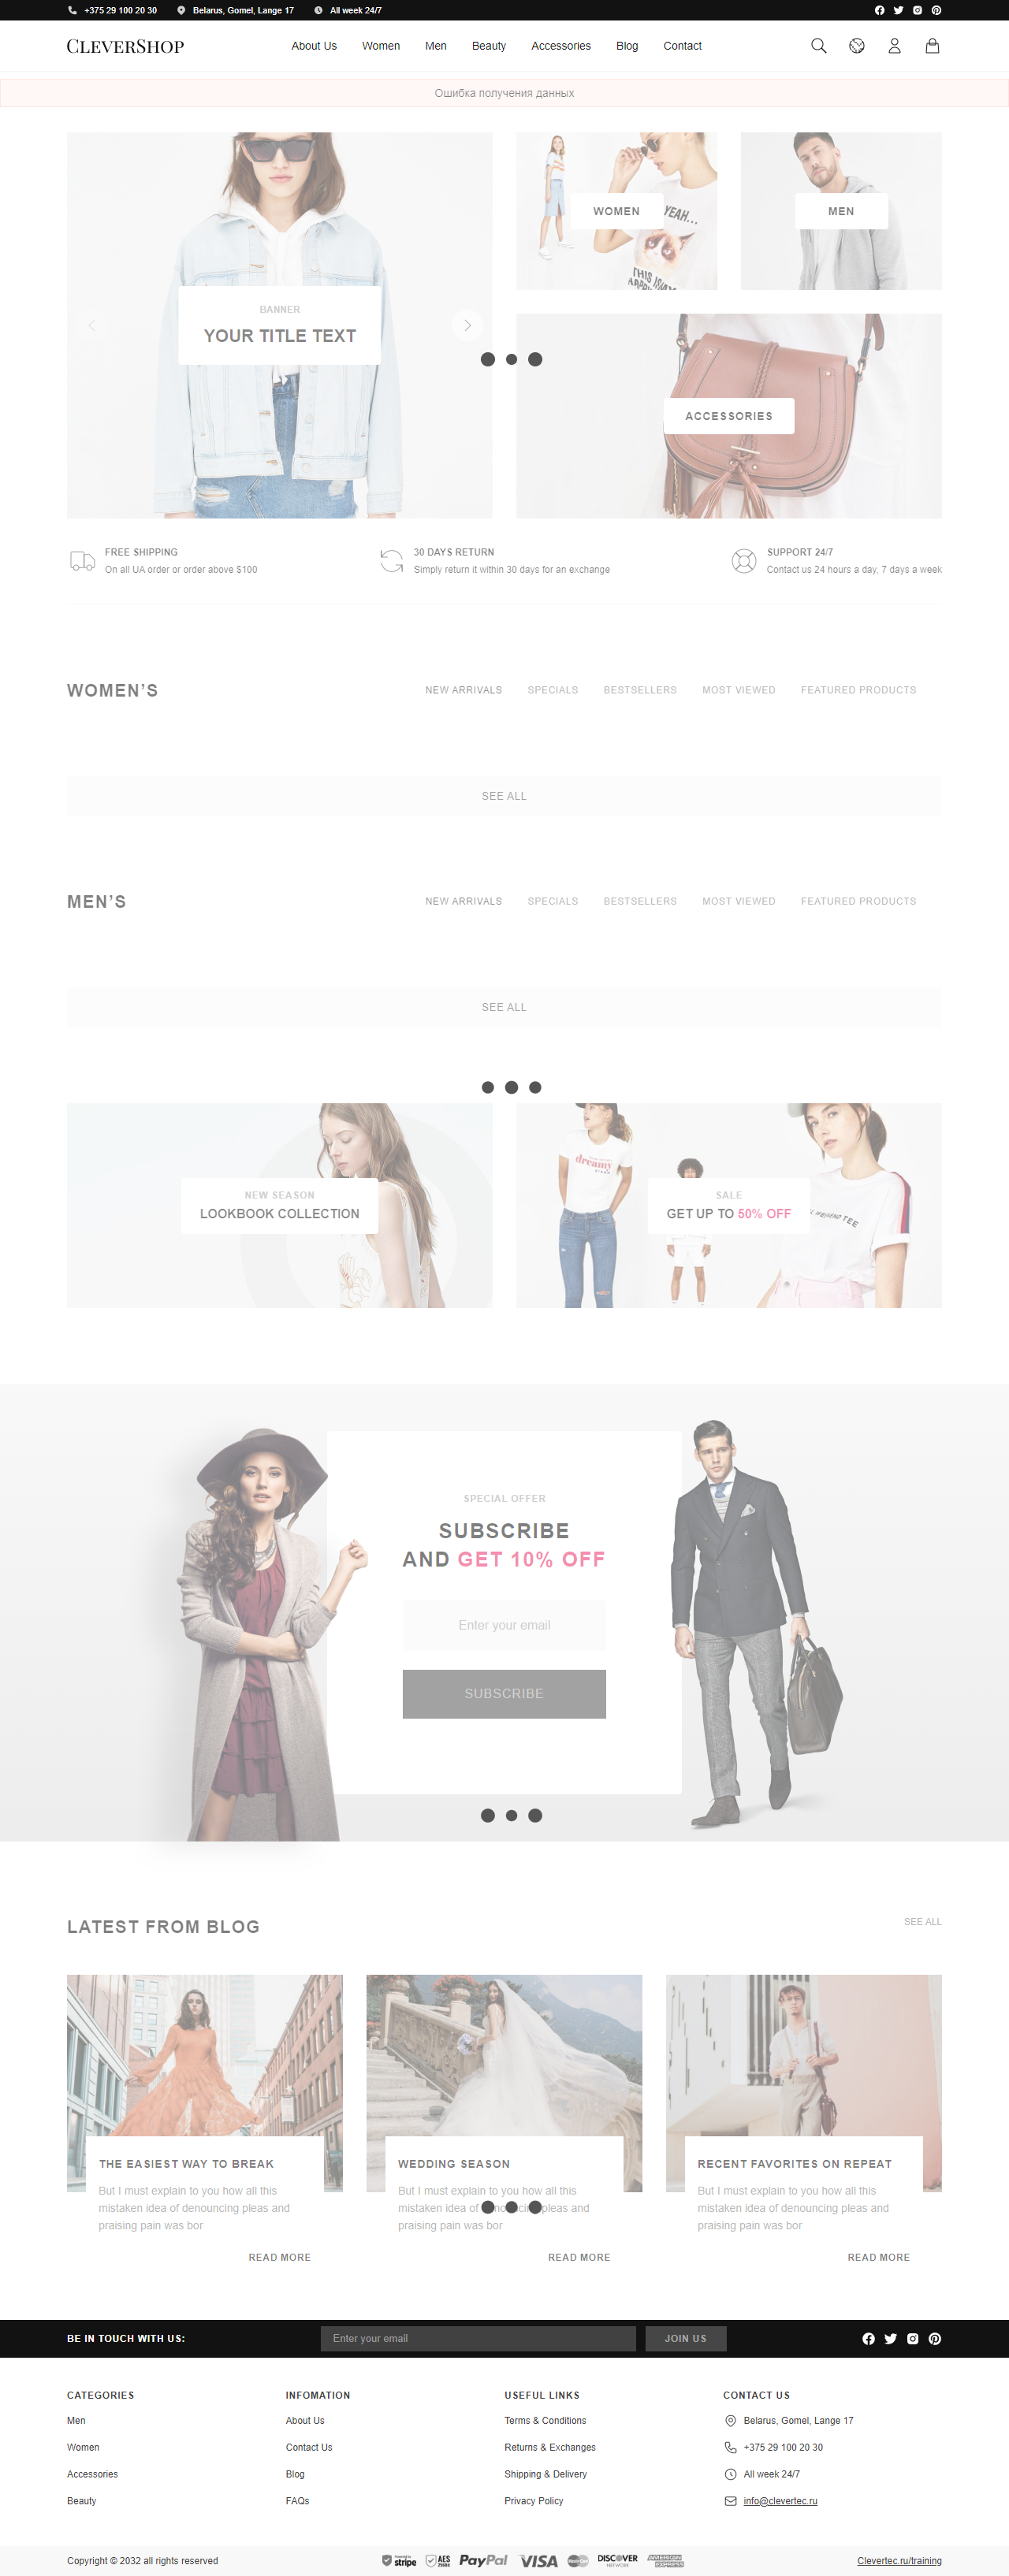 +375 29 100 20 30
Belarus, Gomel, Lange 17
All week 24/7
CleverShop
About Us
Women
Men
Beauty
Accessories
Blog
Contact
Ошибка получения данных
BANNER
YOUR TITLE TEXT
WOMEN
YEAH...
THIS IS MY
HAPPY
MEN
ACCESSORIES
FREE SHIPPING
On all UA order or order above $100
30 DAYS RETURN
Simply return it within 30 days for an exchange
SUPPORT 24/7
Contact us 24 hours a day, 7 days a week
WOMEN’S
NEW ARRIVALS
SPECIALS
BESTSELLERS
MOST VIEWED
FEATURED PRODUCTS
SEE ALL
MEN’S
NEW ARRIVALS
SPECIALS
BESTSELLERS
MOST VIEWED
FEATURED PRODUCTS
SEE ALL
NEW SEASON
LOOKBOOK COLLECTION
dreamy
SALE
GET UP TO 50% OFF
WEEKEND TEE
SPECIAL OFFER
SUBSCRIBE
AND GET 10% OFF
Enter your email
SUBSCRIBE
LATEST FROM BLOG
SEE ALL
THE EASIEST WAY TO BREAK
But I must explain to you how all this
mistaken idea of denouncing pleas and
praising pain was bor
READ MORE
WEDDING SEASON
But I must explain to you how all this
mistaken idea of denouncing pleas and
praising pain was bor
READ MORE
RECENT FAVORITES ON REPEAT
But I must explain to you how all this
mistaken idea of denouncing pleas and
praising pain was bor
READ MORE
BE IN TOUCH WITH US:
Enter your email
JOIN US
CATEGORIES
Men
Women
Accessories
Beauty
INFOMATION
About Us
Contact Us
Blog
FAQs
USEFUL LINKS
Terms & Conditions
Returns & Exchanges
Shipping & Delivery
Privacy Policy
CONTACT US
Belarus, Gomel, Lange 17
+375 29 100 20 30
All week 24/7
info@clevertec.ru
Copyright © 2032 all rights reserved
stripe
AES
PayPal
VISA
DISCOVER
NETWORK
AMERICAN
EXPRESS
Clevertec.ru/training